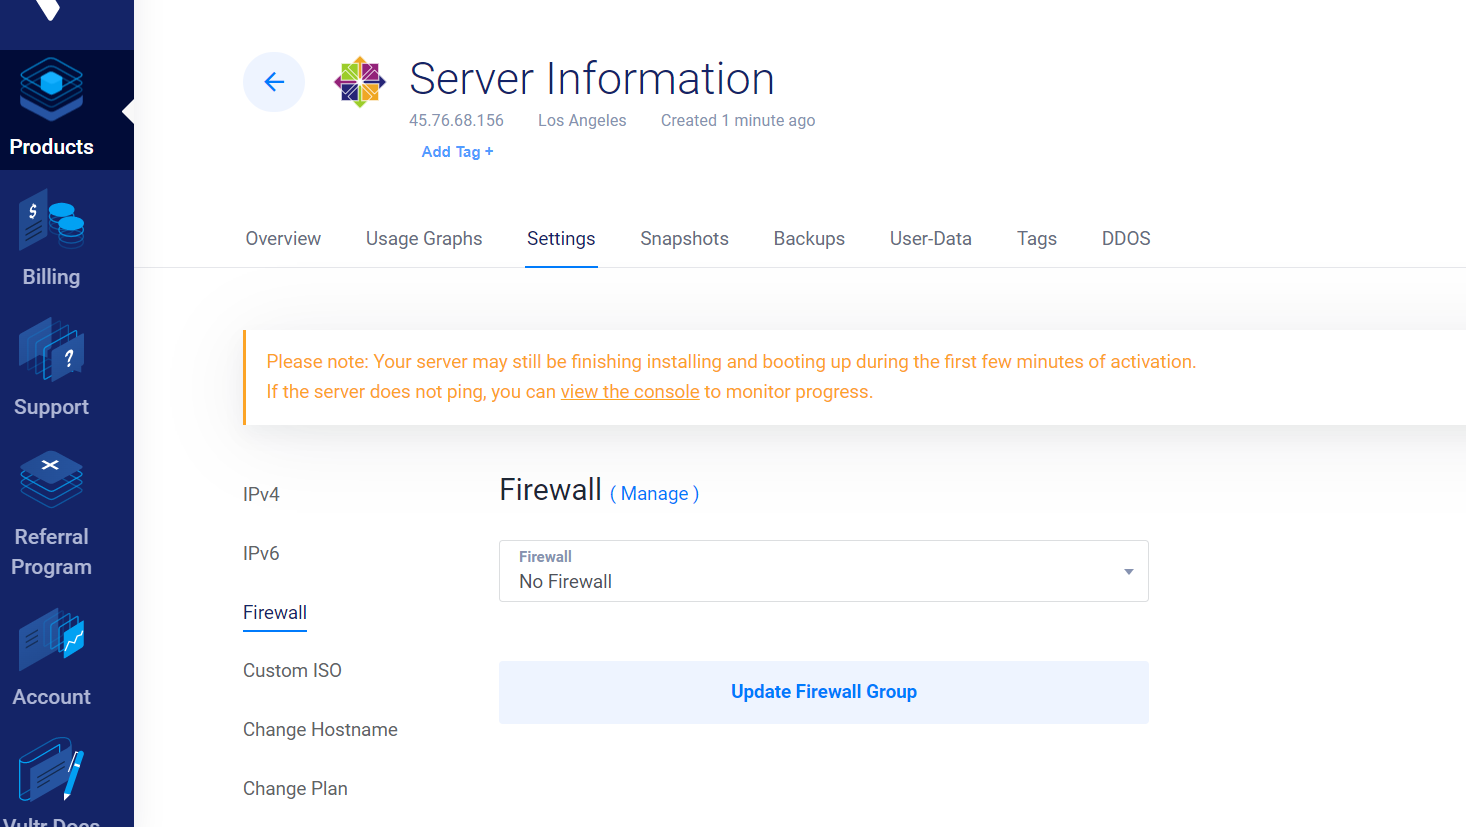 Products
Billing
Support
Referral
Program
Account
Vultr Docs
Server Information
45.76.68.156 Los Angeles Created 1 minute ago
Add Tag +
Overview Usage Graphs Settings Snapshots Backups User-Data Tags DDOS
Please note: Your server may still be finishing installing and booting up during the first few minutes of activation.
If the server does not ping, you can view the console to monitor progress.
IPv4
IPv6
Firewall
Custom ISO
Change Hostname
Change Plan
Firewall ( Manage )
Firewall
No Firewall
Update Firewall Group